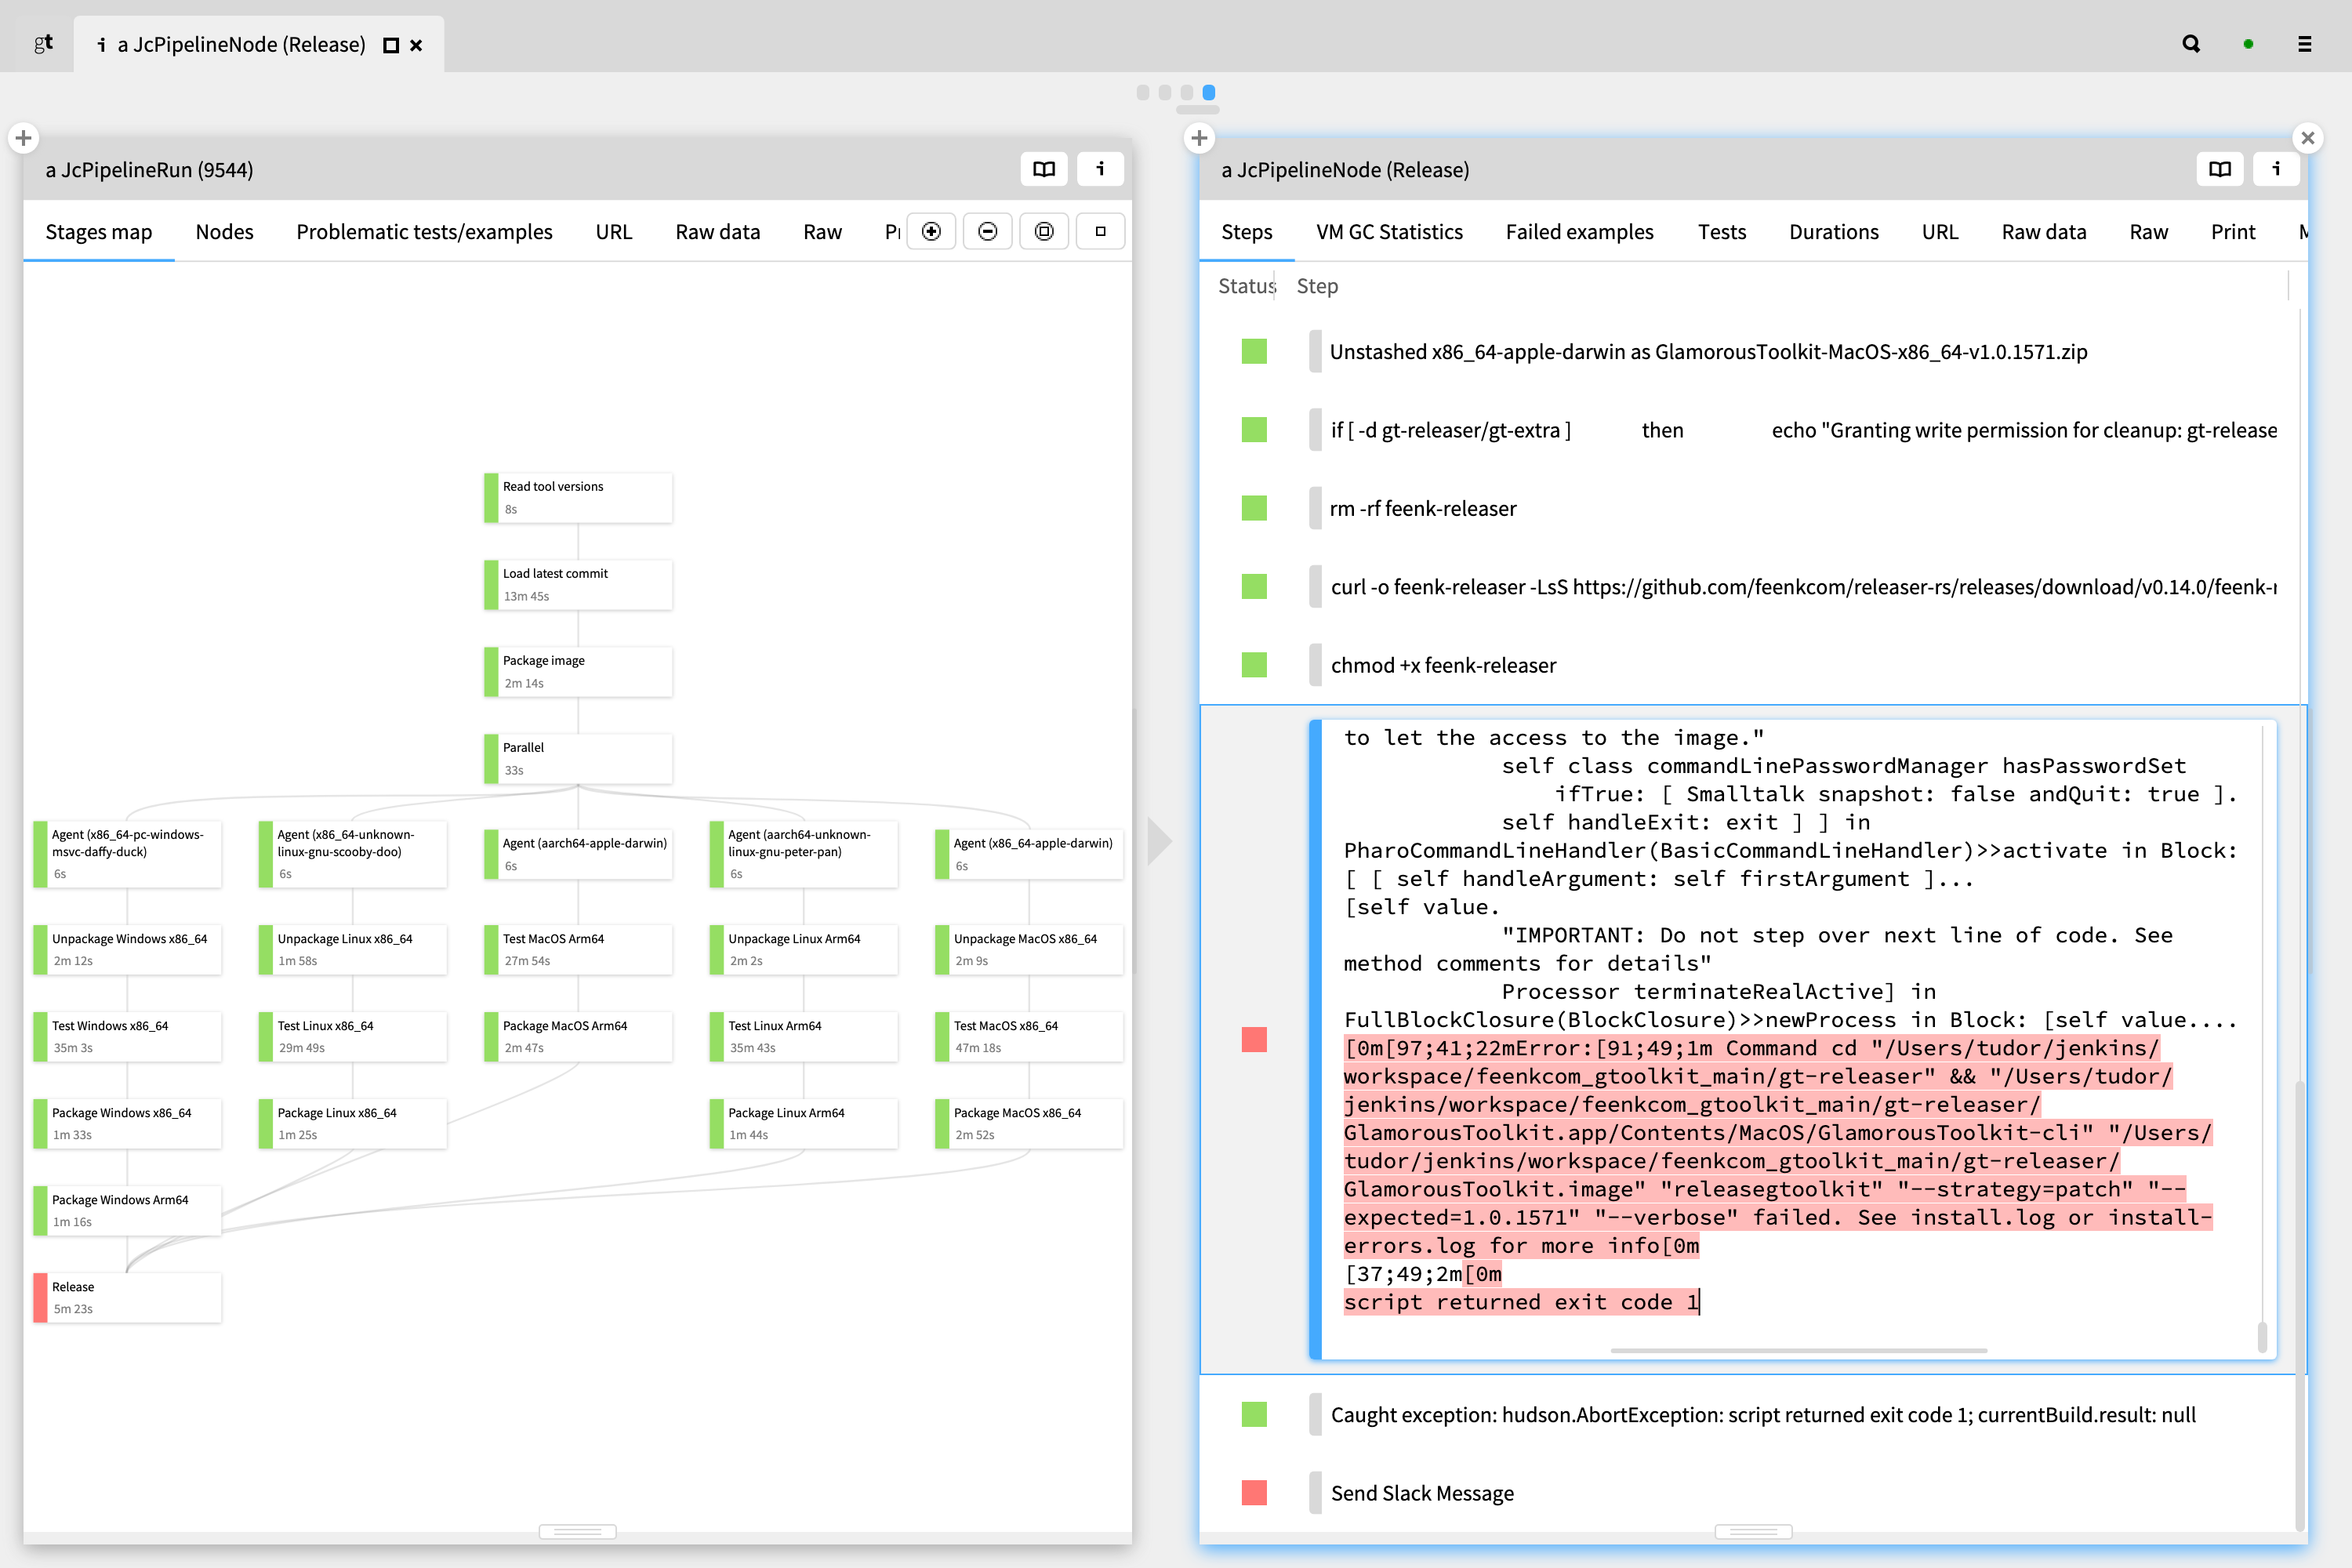 gt
i a JcPipelineNode (Release)
a JcPipelineRun (9544)
i
Stages map
Nodes
Problematic tests/examples
URL
Raw data
Raw
Read tool versions
8s
Load latest commit
13m 45s
Package image
2m 14s
Parallel
33s
Agent (x86_64-pc-windows-
msvc-daffy-duck)
6s
Agent (x86_64-unknown-
linux-gnu-scooby-doo)
6s
Agent (aarch64-apple-darwin)
6s
Agent (aarch64-unknown-
linux-gnu-peter-pan)
6s
Agent (x86_64-apple-darwin)
6s
Unpackage Windows x86_64
2m 12s
Unpackage Linux x86_64
1m 58s
Test MacOS Arm64
27m 54s
Unpackage Linux Arm64
2m 2s
Unpackage MacOS x86_64
2m 9s
Test Windows x86_64
35m 3s
Test Linux x86_64
29m 49s
Package MacOS Arm64
2m 47s
Test Linux Arm64
35m 43s
Test MacOS x86_64
47m 18s
Package Windows x86_64
1m 33s
Package Linux x86_64
1m 25s
Package Linux Arm64
1m 44s
Package MacOS x86_64
2m 52s
Package Windows Arm64
1m 16s
Release
5m 23s
a JcPipelineNode (Release)
i
Steps
VM GC Statistics
Failed examples
Tests
Durations
URL
Raw data
Raw
Print
Status
Step
Unstashed x86_64-apple-darwin as GlamorousToolkit-MacOS-x86_64-v1.0.1571.zip
if [ -d gt-releaser/gt-extra ] then echo "Granting write permission for cleanup: gt-release
rm -rf feenk-releaser
curl -o feenk-releaser -LsS https://github.com/feenkcom/releaser-rs/releases/download/v0.14.0/feenk-r
chmod +x feenk-releaser
to let the access to the image."
self class commandLinePasswordManager hasPasswordSet
ifTrue: [ Smalltalk snapshot: false andQuit: true ].
self handleExit: exit ] ] in
PharoCommandLineHandler(BasicCommandLineHandler)>>activate in Block:
[ [ self handleArgument: self firstArgument ]...
[self value.
"IMPORTANT: Do not step over next line of code. See
method comments for details"
Processor terminateRealActive] in
FullBlockClosure(BlockClosure)>>newProcess in Block: [self value....
[0m[97;41;22mError:[91;49;1m Command cd "/Users/tudor/jenkins/
workspace/feenkcom_gtoolkit_main/gt-releaser" && "/Users/tudor/
jenkins/workspace/feenkcom_gtoolkit_main/gt-releaser/
GlamorousToolkit.app/Contents/MacOS/GlamorousToolkit-cli" "/Users/
tudor/jenkins/workspace/feenkcom_gtoolkit_main/gt-releaser/
GlamorousToolkit.image" "releasegtoolkit" "--strategy=patch" "--
expected=1.0.1571" "--verbose" failed. See install.log or install-
errors.log for more info[0m
[37;49;2m[0m
script returned exit code 1
Caught exception: hudson.AbortException: script returned exit code 1; currentBuild.result: null
Send Slack Message